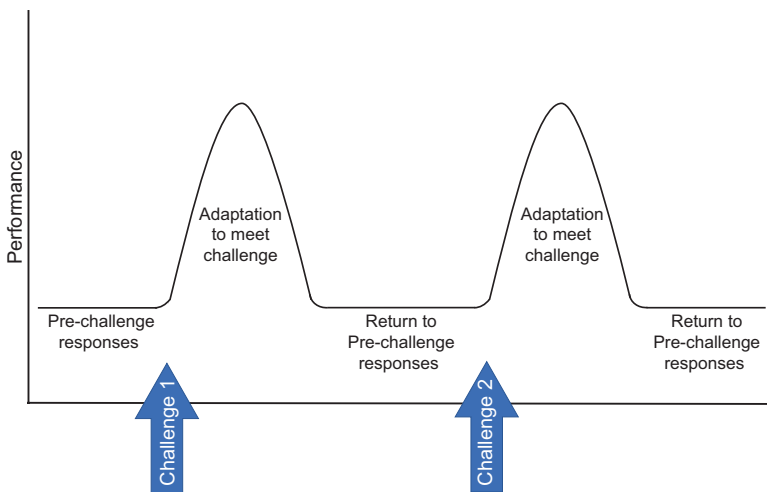 Performance
Adaptation
to meet
challenge
Adaptation
to meet
challenge
Pre-challenge
responses
Return to
Pre-challenge
responses
Return to
Pre-challenge
responses
Challenge 1
Challenge 2